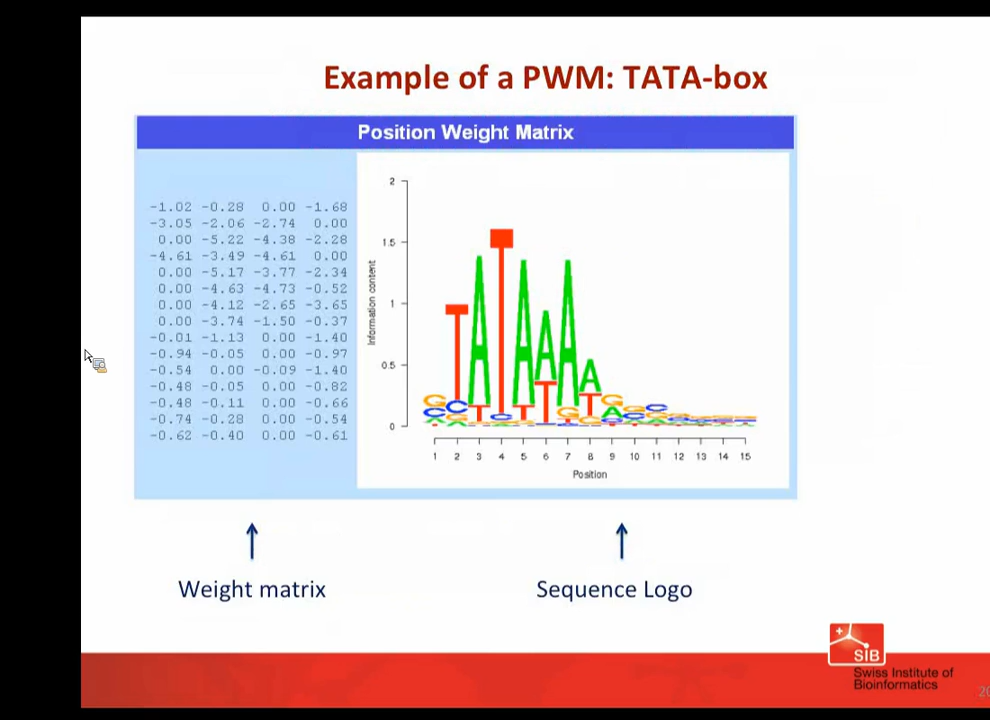 Example of a PWM: TATA-box
Position Weight Matrix
-1.02 -0.28 0.00 -1.68
-3.05 -2.06 -2.74 0.00
0.00 -5.22 -4.38 -2.28
-4.61 -3.49 -4.61 0.00
0.00 -5.17 -3.77 -2.34
0.00 -4.63 -4.73 -0.52
0.00 -4.12 -2.65 -3.65
0.00 -3.74 -1.50 -0.37
-0.01 -1.13 0.00 -1.40
-0.94 -0.05 0.00 -0.97
-0.54 0.00 -0.09 -1.40
-0.48 -0.05 0.00 -0.82
-0.48 -0.11 0.00 -0.66
-0.74 -0.28 0.00 -0.54
-0.62 -0.40 0.00 -0.61
2
1.5
1
0.5
0
Information content
T A T A A A A
G C T C T T G T G A G C
1 2 3 4 5 6 7 8 9 10 11 12 13 14 15
Position
Weight matrix
Sequence Logo
SIB
Swiss Institute of
Bioinformatics
20